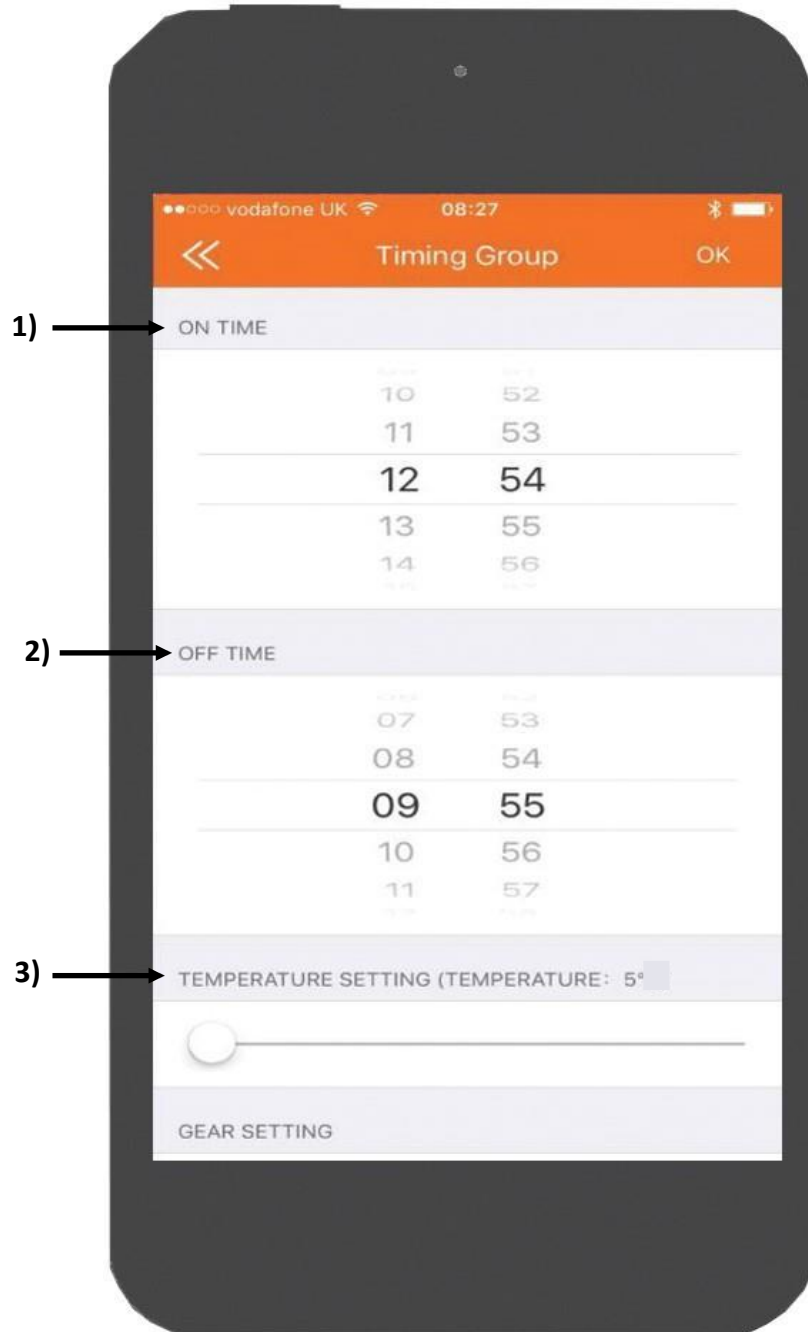 vodafone UK 08:27
Timing Group OK
1) ON TIME
10 52
11 53
12 54
13 55
14 56
2) OFF TIME
07 53
08 54
09 55
10 56
11 57
3) TEMPERATURE SETTING (TEMPERATURE: 5°
GEAR SETTING